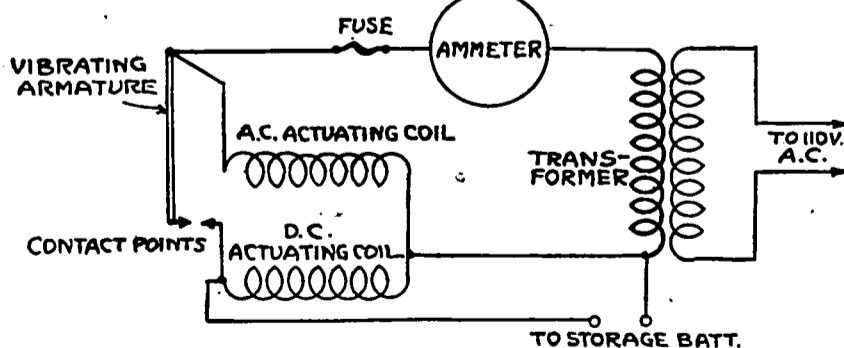 FUSE
AMMETER
VIBRATING
ARMATURE
A.C. ACTUATING COIL
TRANS-
FORMER
TO 110V.
A.C.
CONTACT POINTS
D.C.
ACTUATING COIL
TO STORAGE BATT.